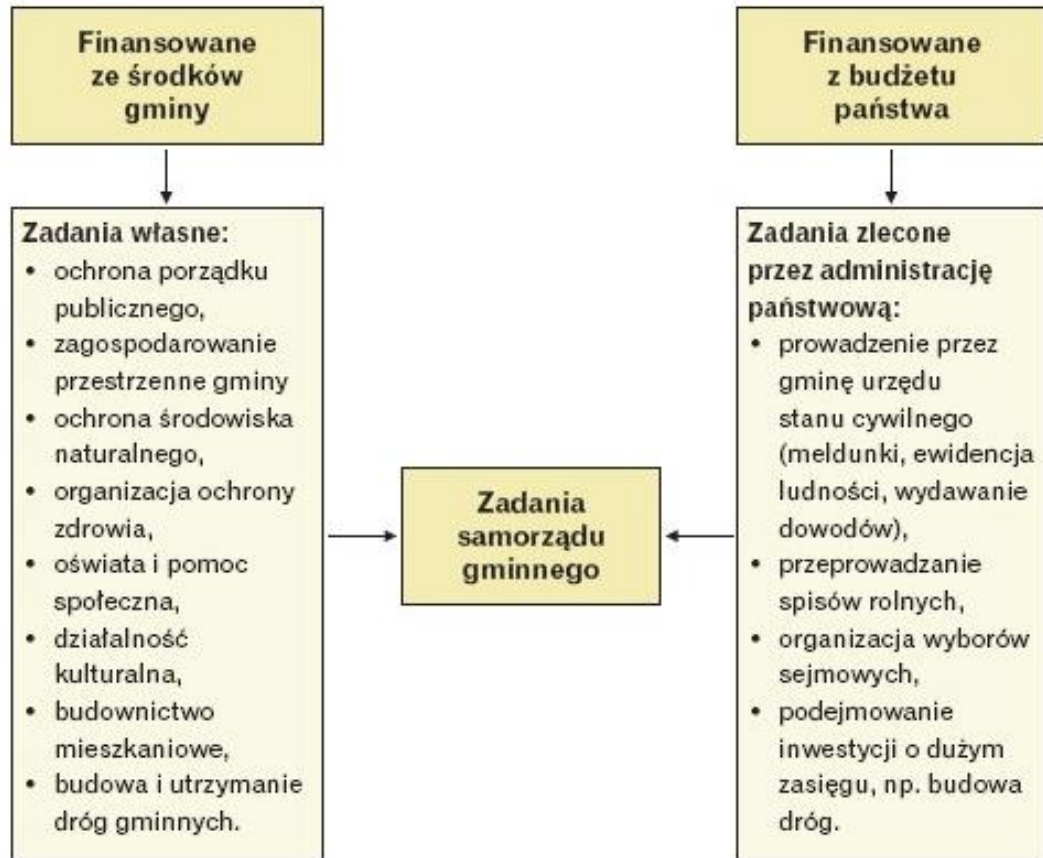 Finansowane
ze środków
gminy
Zadania własne:
• ochrona porządku
publicznego,
• zagospodarowanie
przestrzenne gminy
• ochrona środowiska
naturalnego,
• organizacja ochrony
zdrowia,
• oświata i pomoc
społeczna,
• działalność
kulturalna,
• budownictwo
mieszkaniowe,
• budowa i utrzymanie
dróg gminnych.
Zadania
samorządu
gminnego
Finansowane
z budżetu
państwa
Zadania zlecone
przez administrację
państwową:
• prowadzenie przez
gminę urzędu
stanu cywilnego
(meldunki, ewidencja
ludności, wydawanie
dowodów),
• przeprowadzanie
spisów rolnych,
• organizacja wyborów
sejmowych,
• podejmowanie
inwestycji o dużym
zasięgu, np. budowa
dróg.